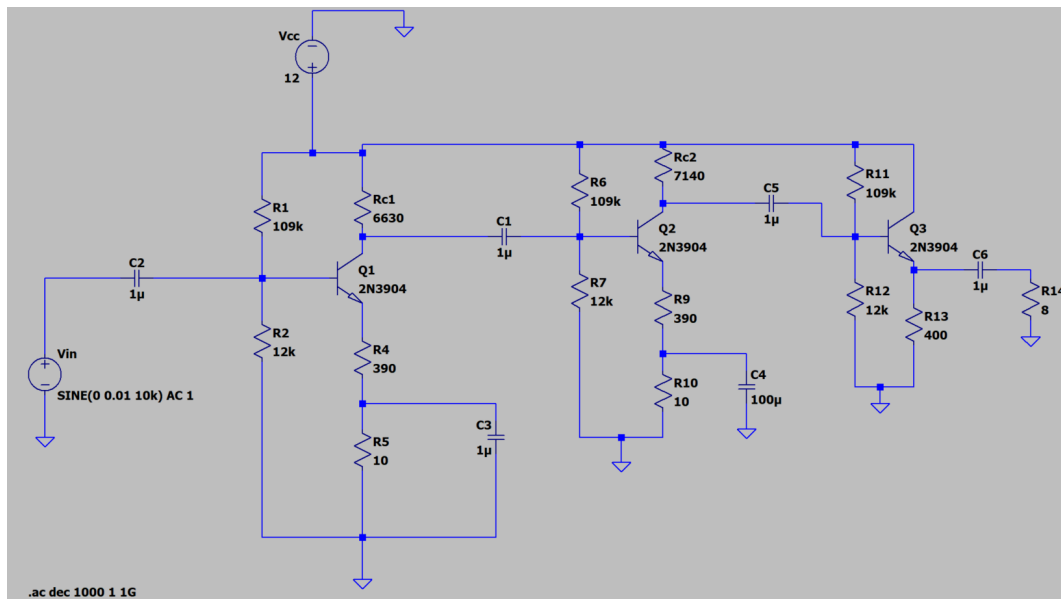 Vcc
12
R1
109k
Rc1
6630
R6
109k
Rc2
7140
R11
109k
C5
1µ
C1
1µ
Q2
2N3904
Q3
2N3904
C2
1µ
Q1
2N3904
C6
1µ
R7
12k
R9
390
R12
12k
R13
400
R14
8
R2
12k
R4
390
Vin
SINE(0 0.01 10k) AC 1
R10
10
C4
100µ
R5
10
C3
1µ
.ac dec 1000 1 1G